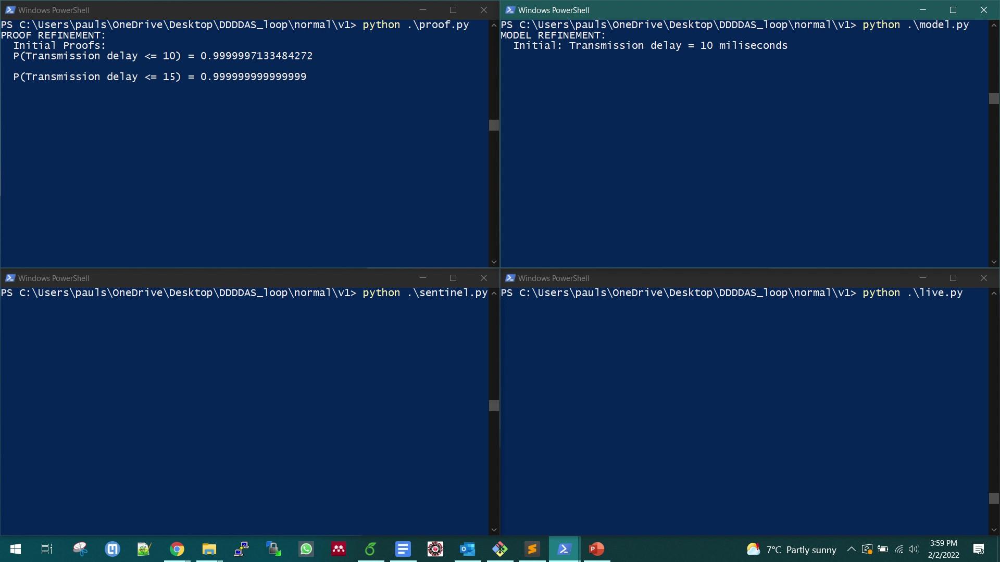 Windows PowerShell
PS C:\Users\pauls\OneDrive\Desktop\DDDDAS_loop\normal\v1> python .\proof.py
PROOF REFINEMENT:
Initial Proofs:
P(Transmission delay <= 10) = 0.9999997133484272
P(Transmission delay <= 15) = 0.999999999999999
Windows PowerShell
PS C:\Users\pauls\OneDrive\Desktop\DDDDAS_loop\normal\v1> python .\model.py
MODEL REFINEMENT:
Initial: Transmission delay = 10 miliseconds
Windows PowerShell
PS C:\Users\pauls\OneDrive\Desktop\DDDDAS_loop\normal\v1> python .\sentinel.py
Windows PowerShell
PS C:\Users\pauls\OneDrive\Desktop\DDDDAS_loop\normal\v1> python .\live.py
7°C Partly sunny
3:59 PM
2/2/2022